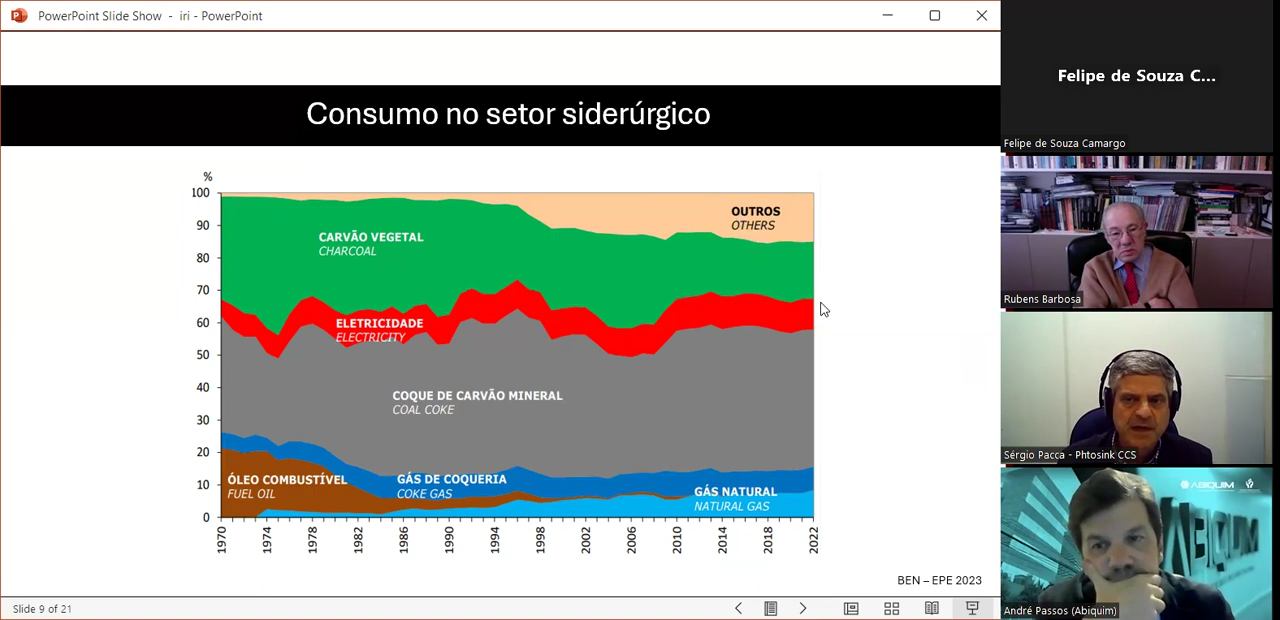 PowerPoint Slide Show - iri - PowerPoint
Consumo no setor siderúrgico
%
100
90
80
70
60
50
40
30
20
10
0
OUTROS
OTHERS
CARVÃO VEGETAL
CHARCOAL
ELETRICIDADE
ELECTRICITY
COQUE DE CARVÃO MINERAL
COAL COKE
ÓLEO COMBUSTÍVEL
FUEL OIL
GÁS DE COQUERIA
COKE GAS
GÁS NATURAL
NATURAL GAS
1970
1974
1978
1982
1986
1990
1994
1998
2002
2006
2010
2014
2018
2022
BEN – EPE 2023
Slide 9 of 21
Felipe de Souza C...
Felipe de Souza Camargo
Rubens Barbosa
Sérgio Pacca - Phtosink CCS
ABIQUIM
ABIQUIM
André Passos (Abiquim)